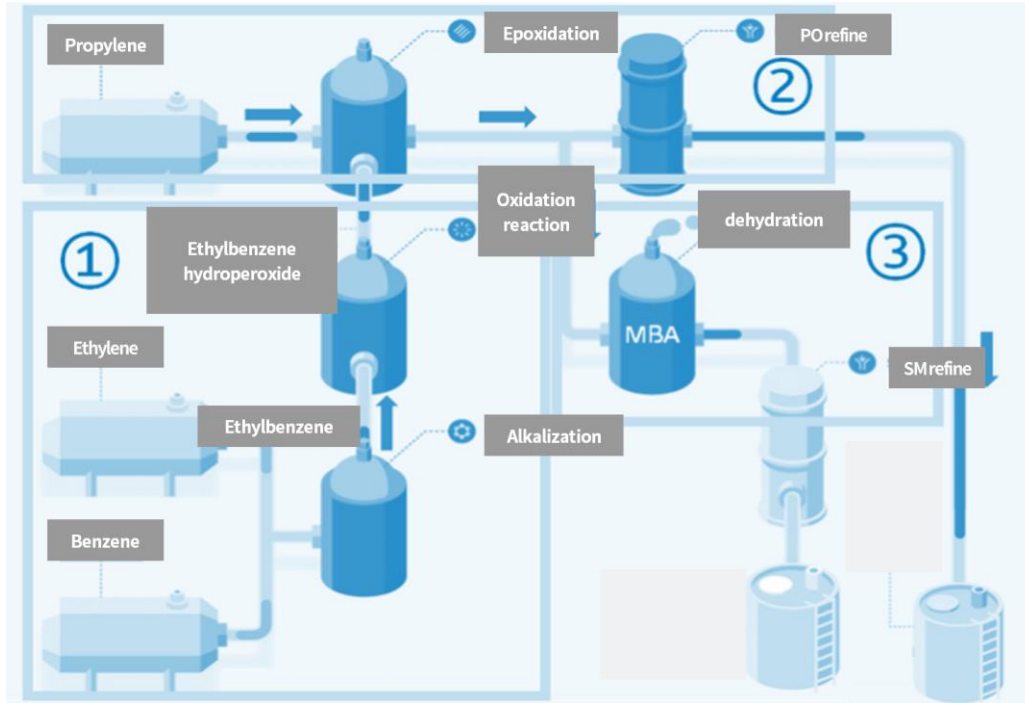 Propylene
Epoxidation
POrefine
②
Oxidation
reaction
dehydration
①
Ethylbenzene
hydroperoxide
③
MBA
Ethylene
SMrefine
Ethylbenzene
Alkalization
Benzene